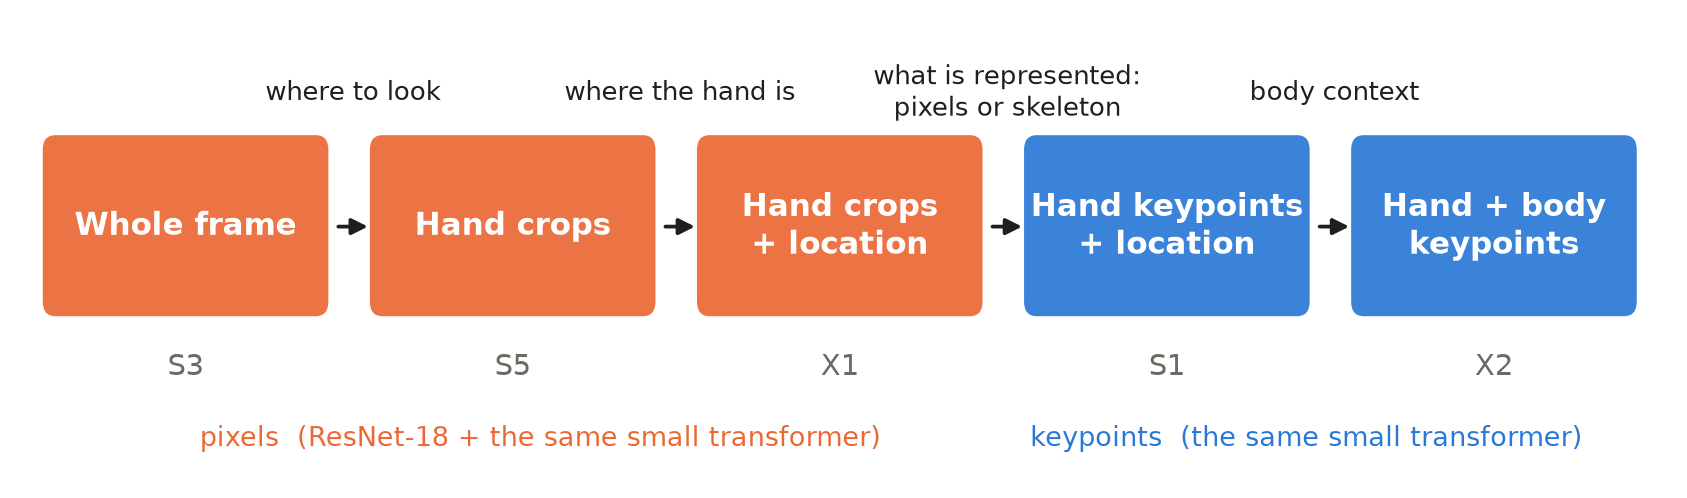 where to look
where the hand is
what is represented:
pixels or skeleton
body context
Whole frame
Hand crops
Hand crops
+ location
Hand keypoints
+ location
Hand + body
keypoints
S3
S5
X1
S1
X2
pixels (ResNet-18 + the same small transformer)
keypoints (the same small transformer)